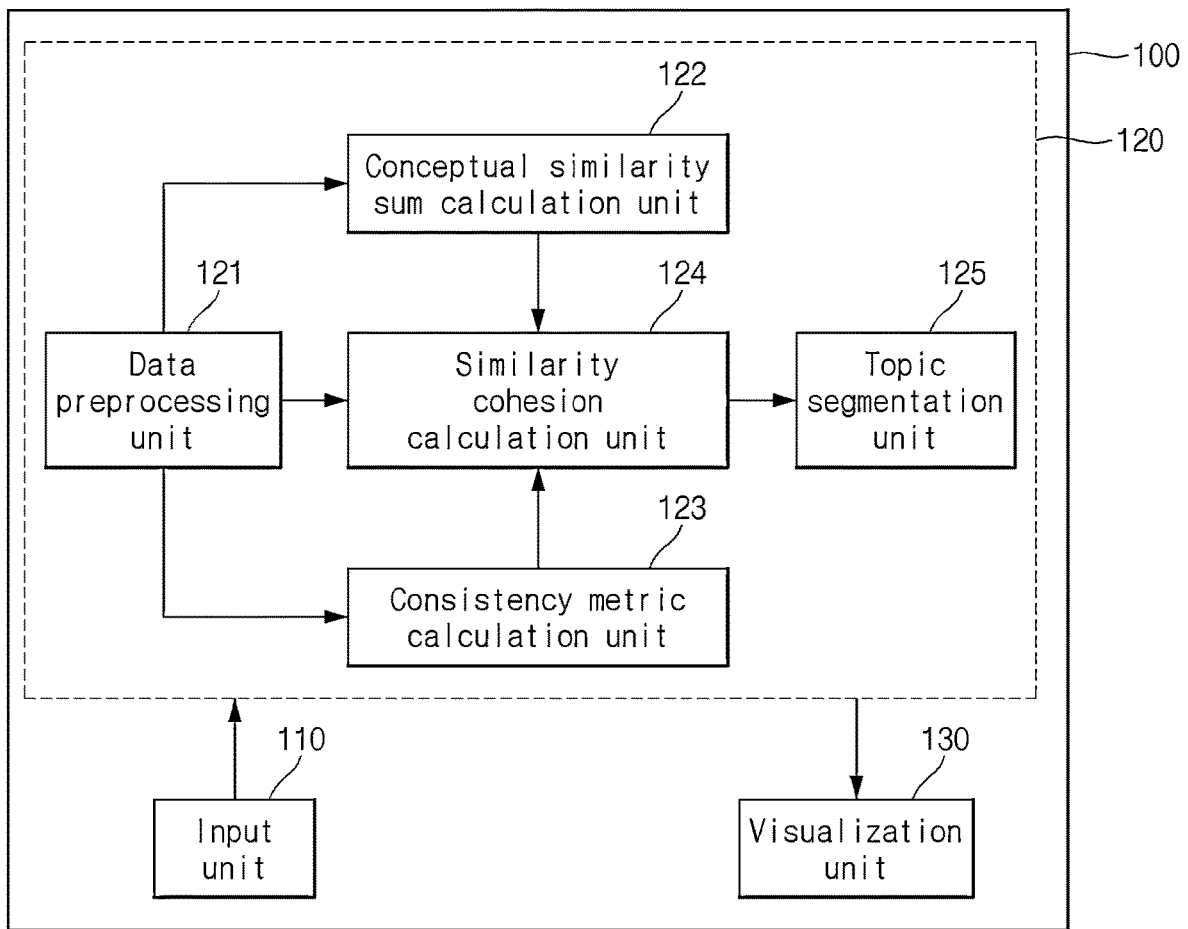 100
122
120
Conceptual similarity
sum calculation unit
121
124
125
Data
preprocessing
unit
Similarity
cohesion
calculation unit
Topic
segmentation
unit
123
Consistency metric
calculation unit
110
130
Input
unit
Visualization
unit